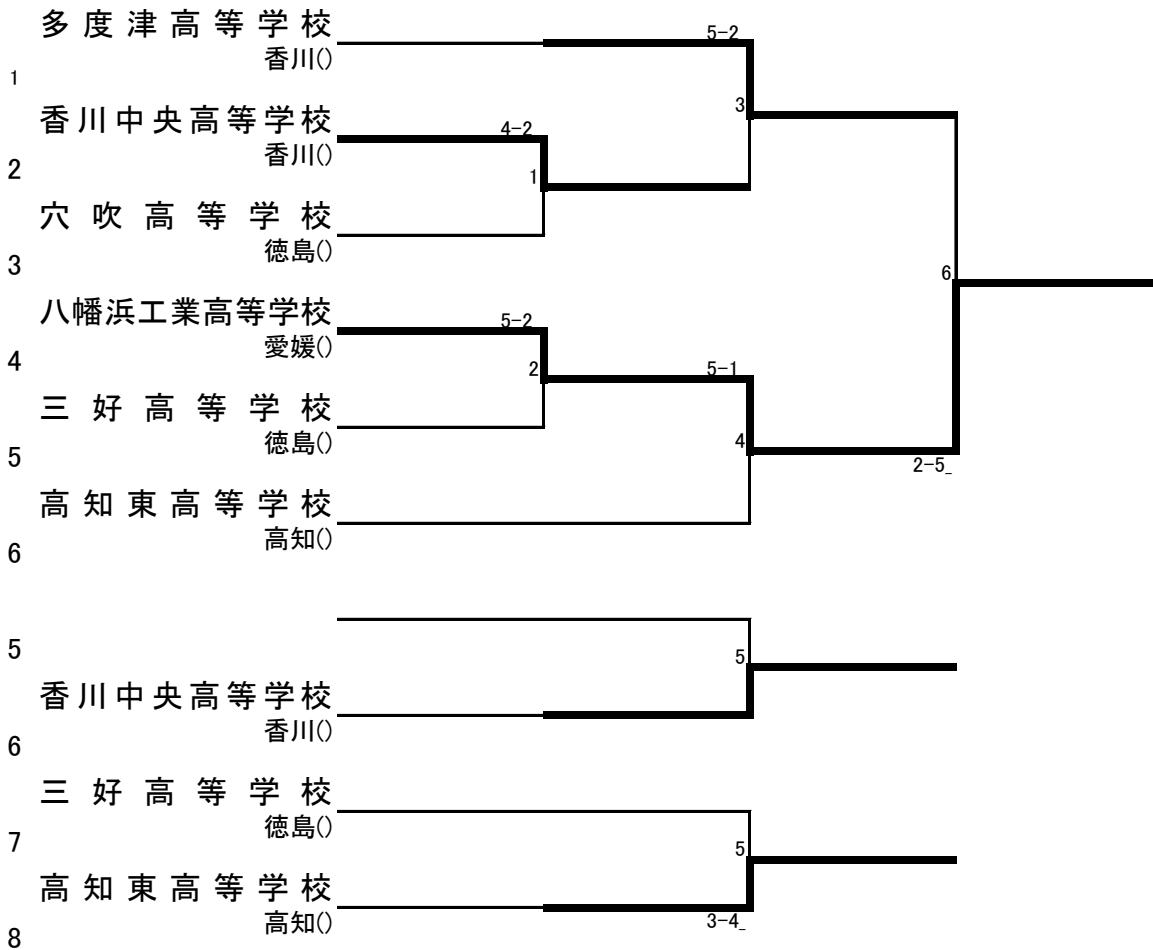 多度津高等学校
5-2
香川()
1
3
香川中央高等学校
4-2
香川()
2
1
穴吹高等学校
徳島()
3
6
八幡浜工業高等学校
5-2
愛媛()
4
2
5-1
三好高等学校
徳島()
5
4
2-5_
高知東高等学校
高知()
6
5
5
香川中央高等学校
香川()
6
三好高等学校
徳島()
7
5
高知東高等学校
高知()
3-4_
8